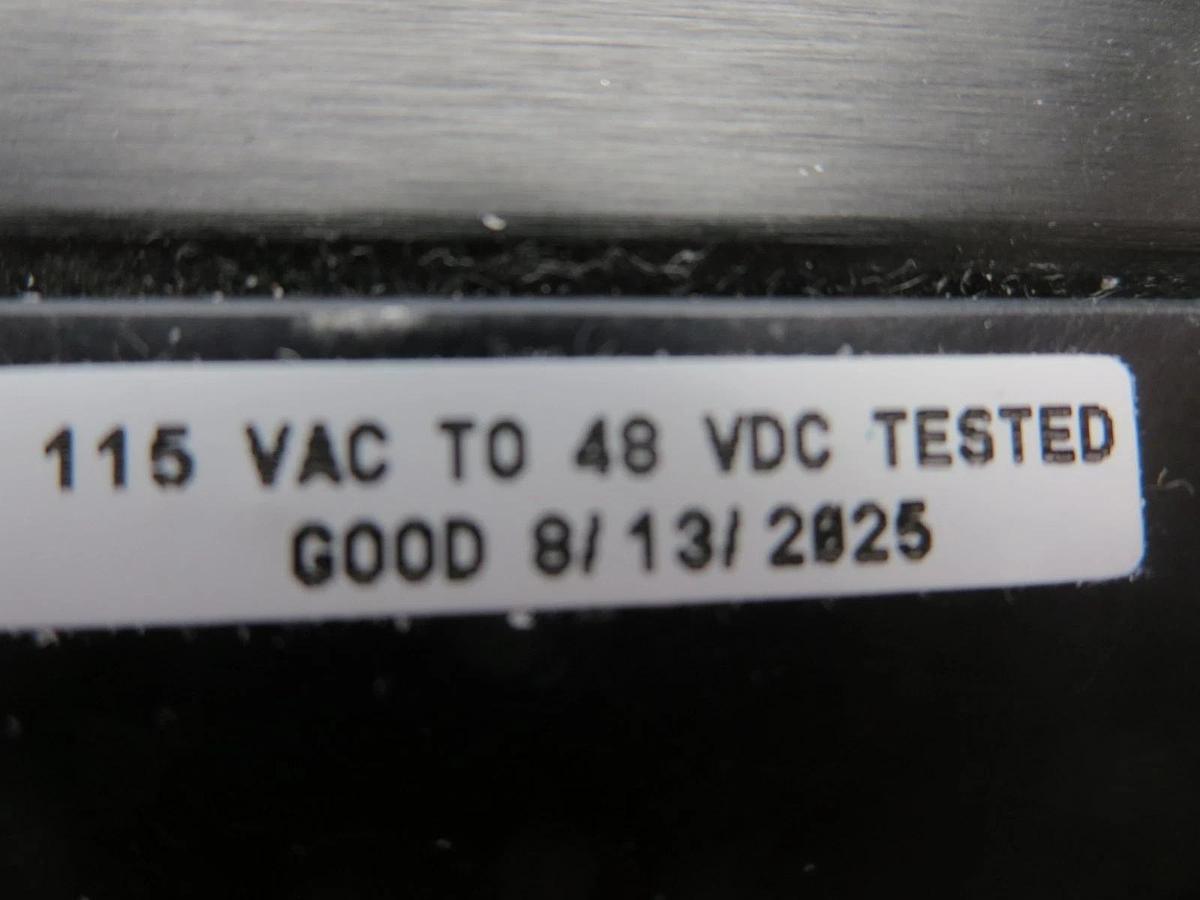 115 VAC TO 48 VDC TESTED
GOOD 8/13/2025